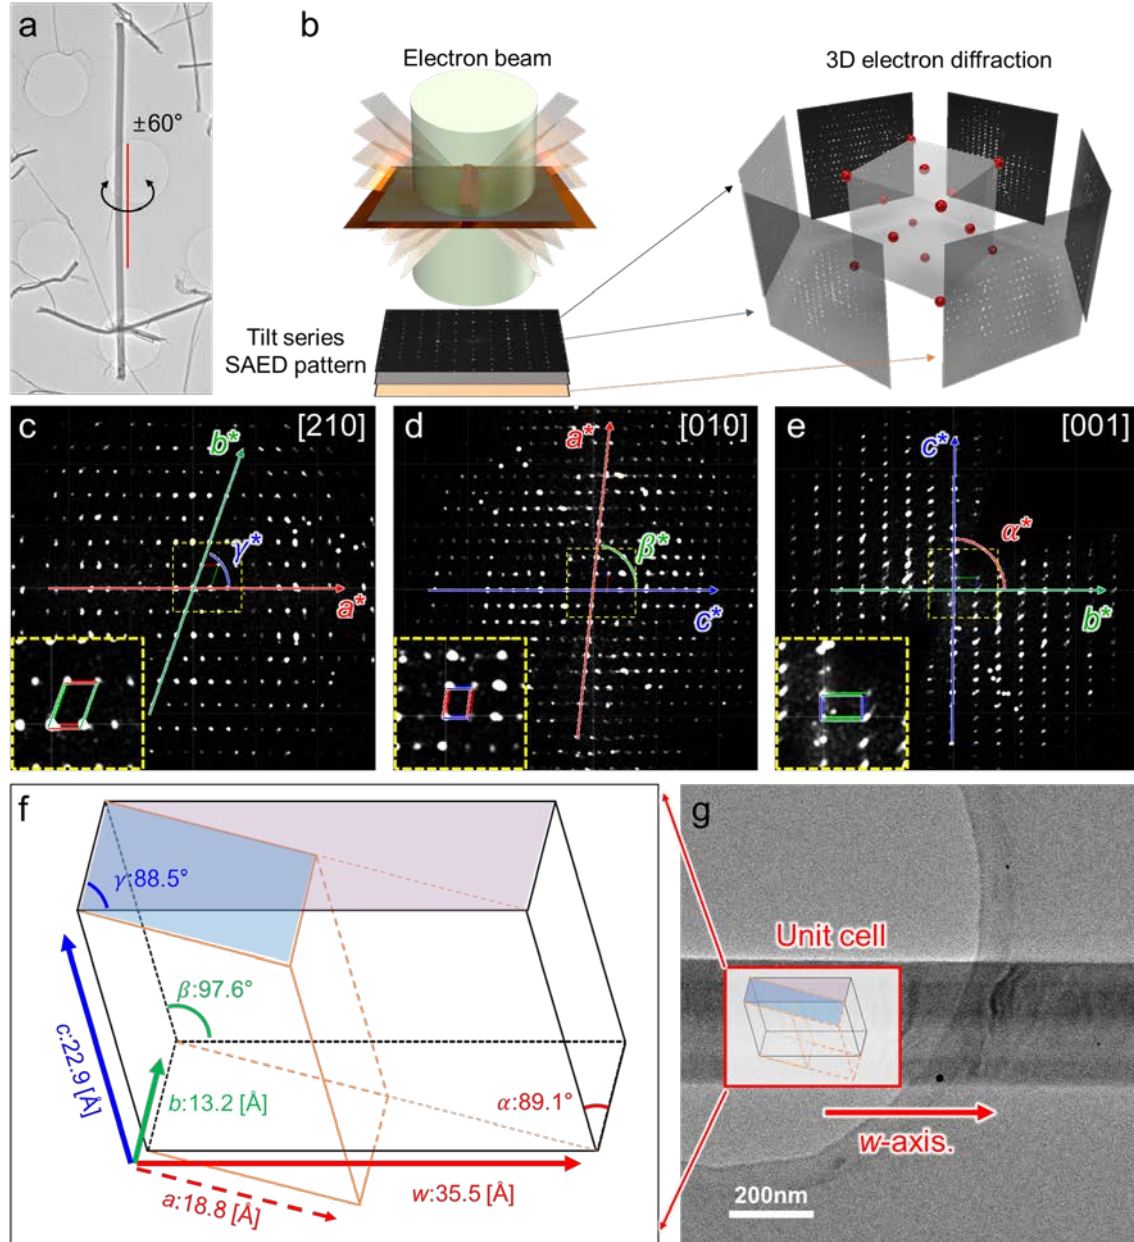 a
±60°
b
Electron beam
3D electron diffraction
Tilt series
SAED pattern
c
[210]
b*
γ*
a*
d
[010]
a*
β*
c*
e
[001]
c*
α*
b*
f
γ:88.5°
β:97.6°
c:22.9 [Å]
b:13.2 [Å]
α:89.1°
a:18.8 [Å]
w:35.5 [Å]
g
Unit cell
w-axis.
200nm